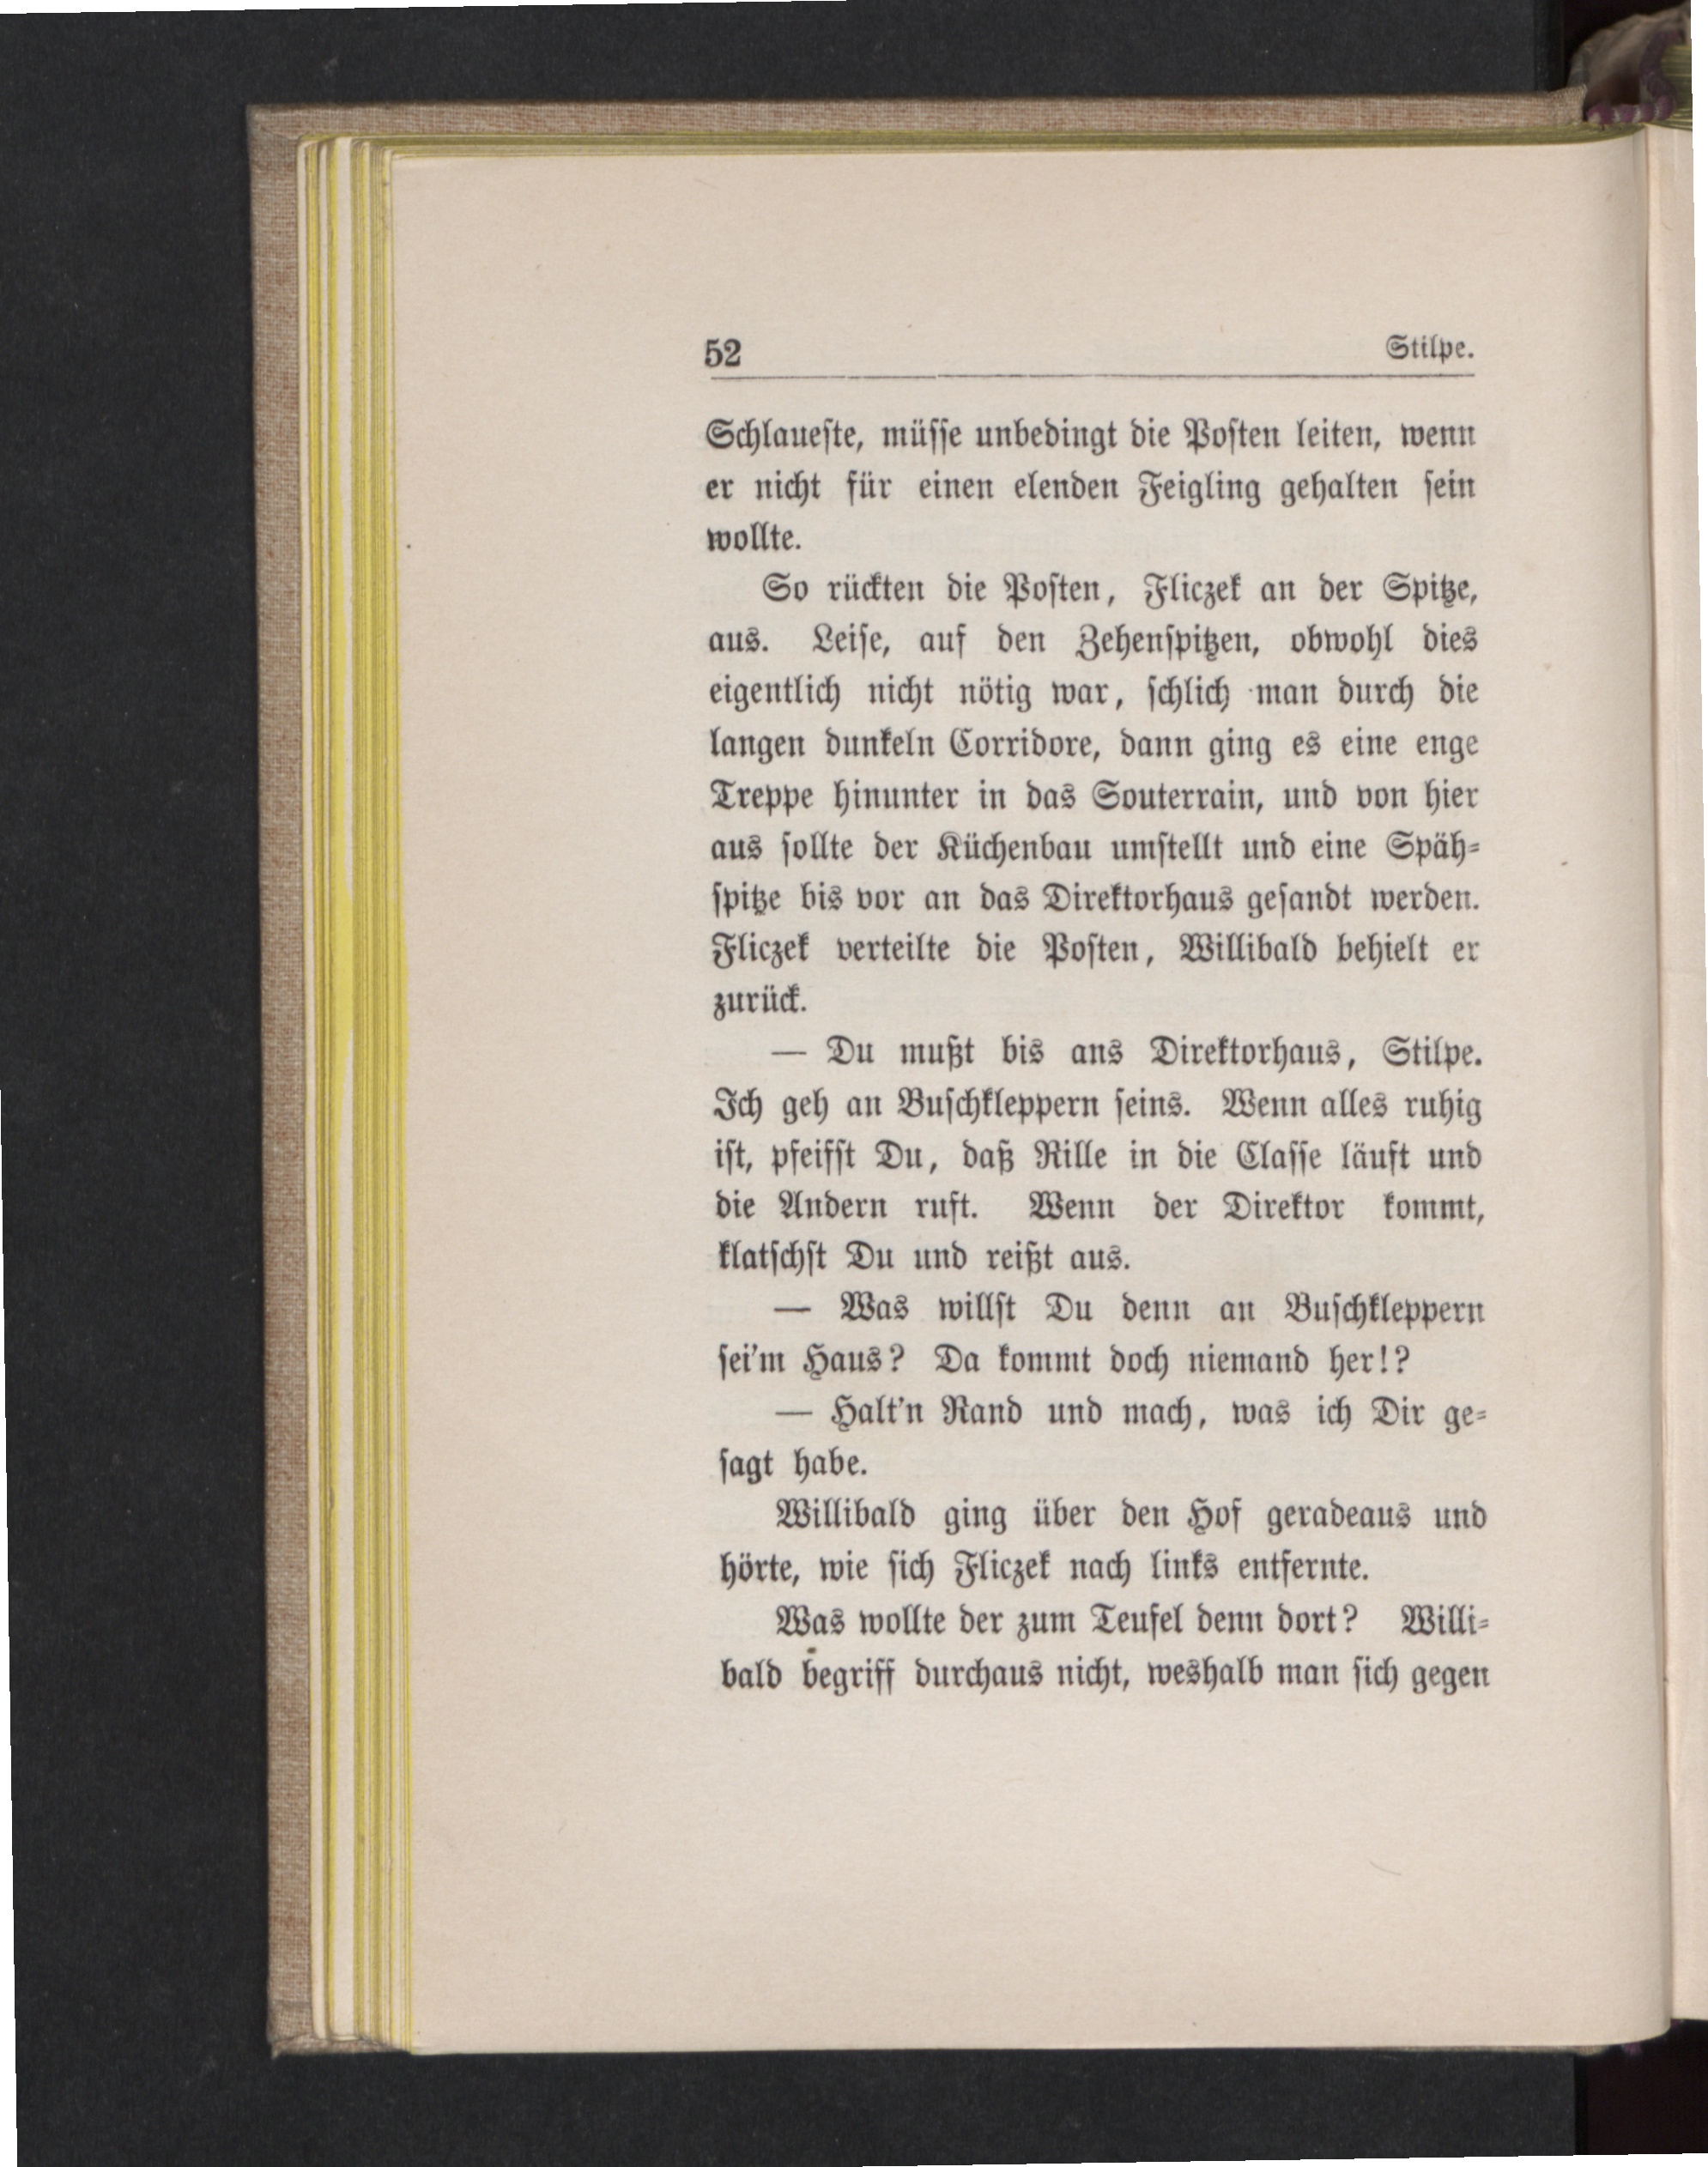 52 Stilpe.
Schlaueſte, müſſe unbedingt die Poſten leiten, wenn
er nicht für einen elenden Feigling gehalten ſein
wollte.
So rückten die Poſten, Fliczek an der Spitze,
aus. Leiſe, auf den Zehenſpitzen, obwohl dies
eigentlich nicht nötig war, ſchlich man durch die
langen dunkeln Corridore, dann ging es eine enge
Treppe hinunter in das Souterrain, und von hier
aus ſollte der Küchenbau umſtellt und eine Späh-
ſpitze bis vor an das Direktorhaus geſandt werden.
Fliczek verteilte die Poſten, Willibald behielt er
zurück.
— Du mußt bis ans Direktorhaus, Stilpe.
Ich geh an Buſchkleppern ſeins. Wenn alles ruhig
iſt, pfeifſt Du, daß Rille in die Claſſe läuft und
die Andern ruft. Wenn der Direktor kommt,
klatſchſt Du und reißt aus.
— Was willſt Du denn an Buſchkleppern
ſei'm Haus? Da kommt doch niemand her!?
— Halt'n Rand und mach, was ich Dir ge-
ſagt habe.
Willibald ging über den Hof geradeaus und
hörte, wie ſich Fliczek nach links entfernte.
Was wollte der zum Teufel denn dort? Willi-
bald begriff durchaus nicht, weshalb man ſich gegen